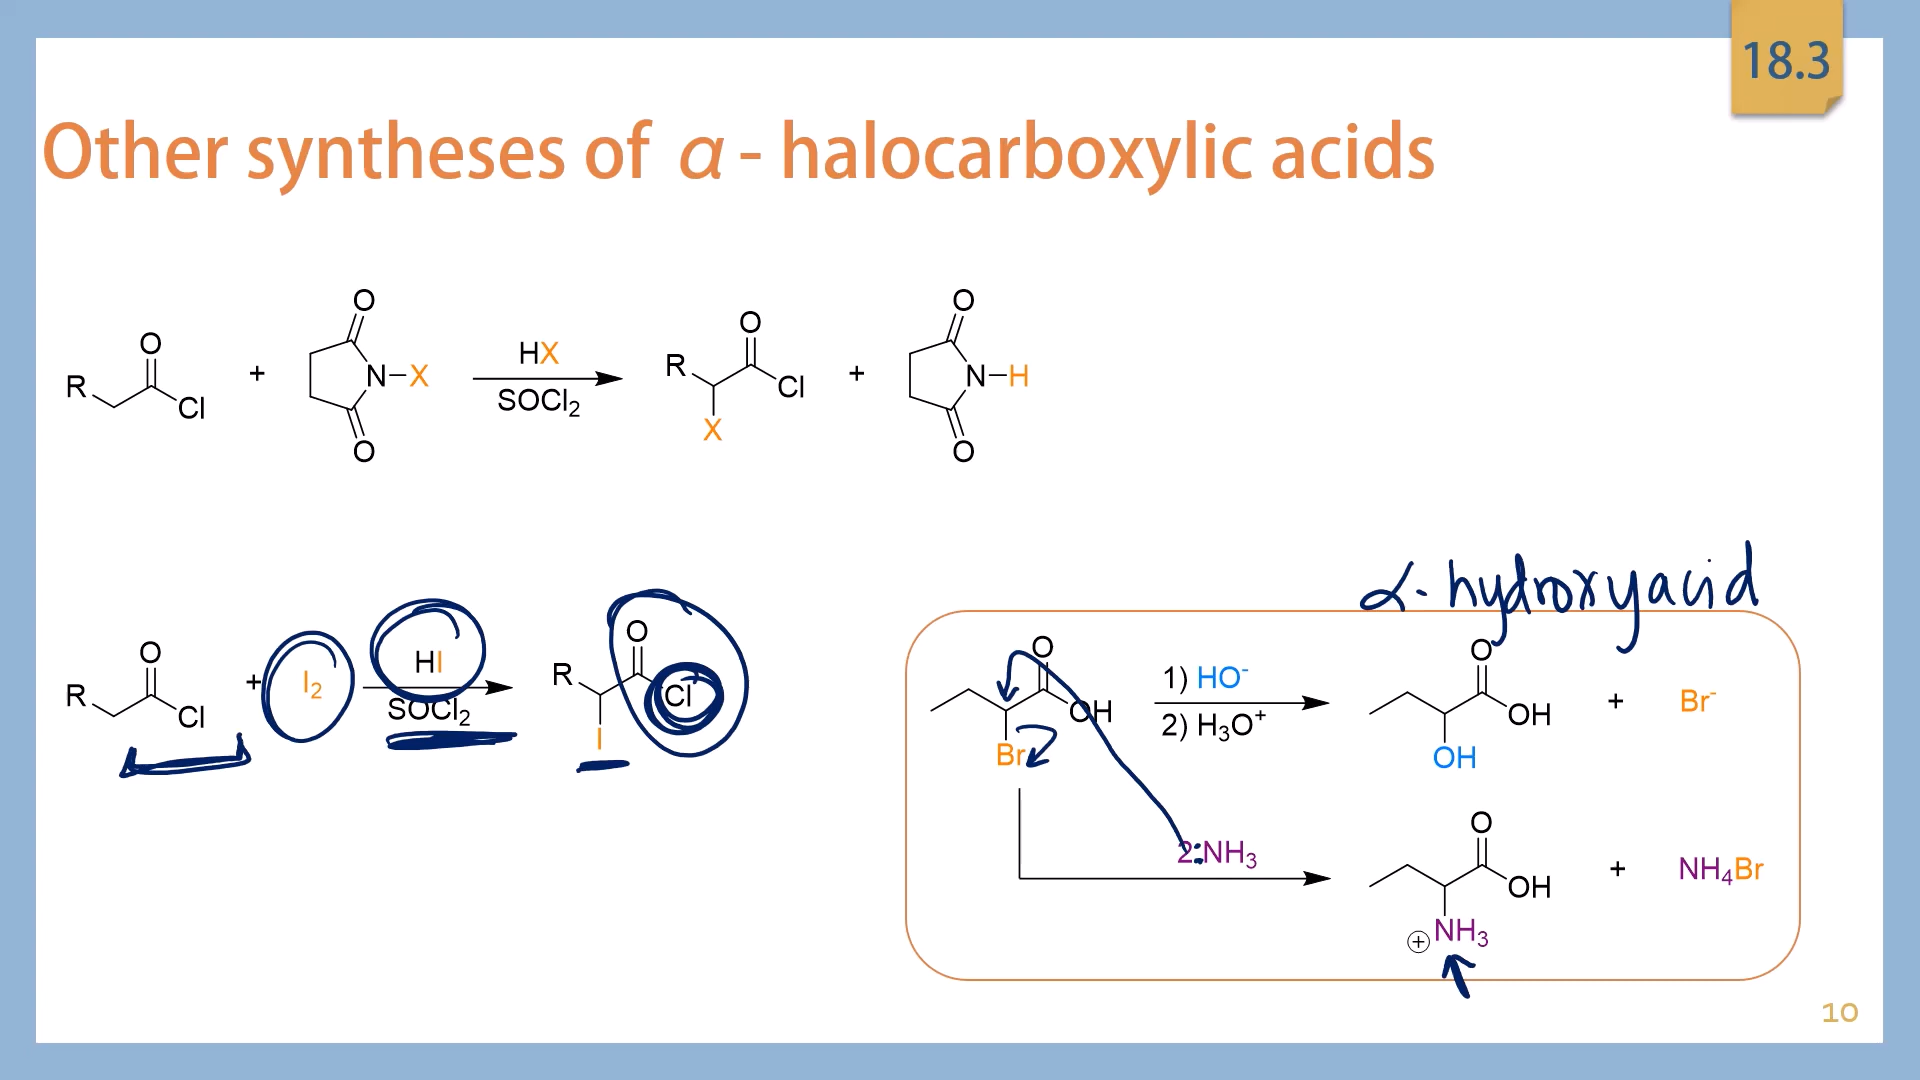 18.3
Other syntheses of α - halocarboxylic acids
R O Cl + O N–X O HX SOCl₂ R O Cl X + O N–H O
α- hydroxyacid
R O Cl + I₂ HI SOCl₂ R O Cl I
O OH Br 1) HO⁻ 2) H₃O⁺ O OH OH + Br⁻
2:NH₃ O OH ⊕NH₃ + NH₄Br
10